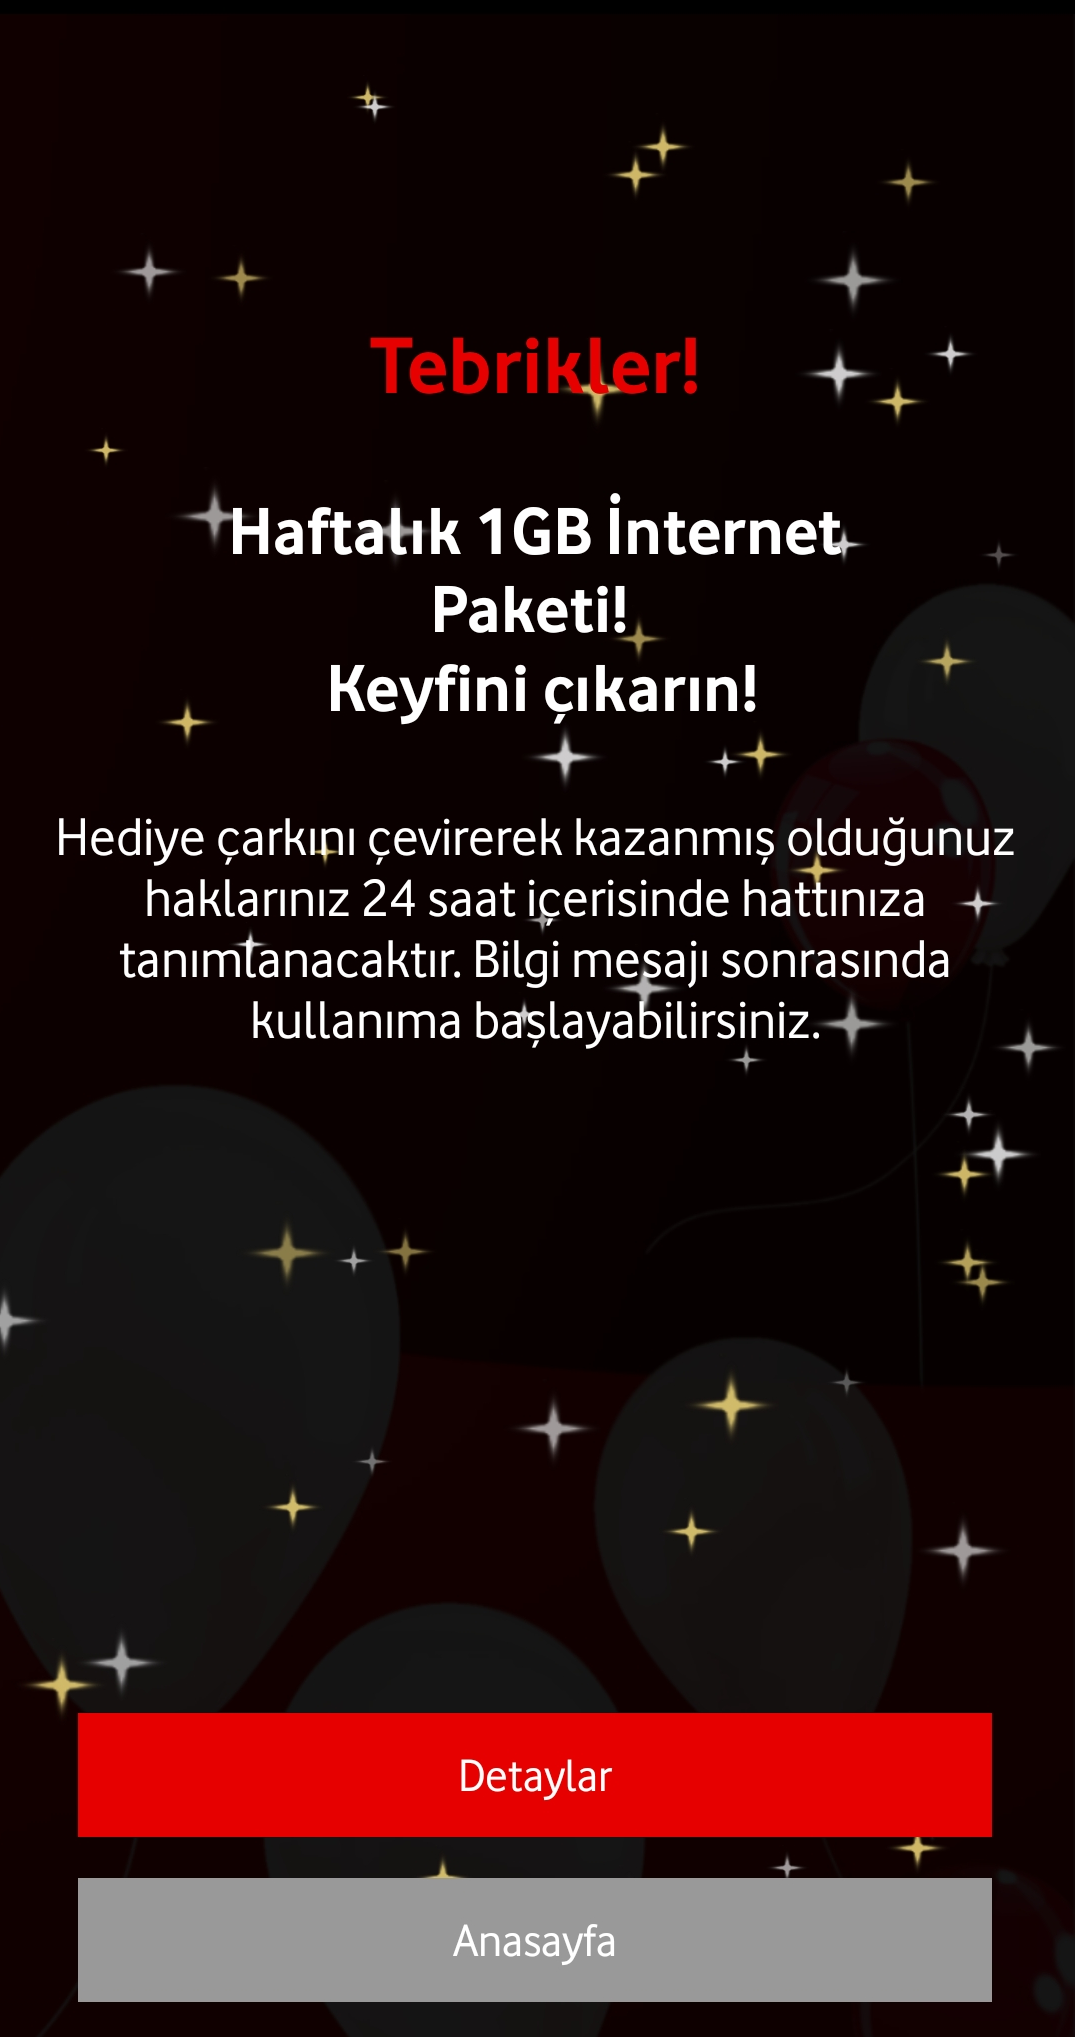 Tebrikler!
Haftalık 1GB İnternet
Paketi!
Keyfini çıkarın!
Hediye çarkını çevirerek kazanmış olduğunuz
haklarınız 24 saat içerisinde hattınıza
tanımlanacaktır. Bilgi mesajı sonrasında
kullanıma başlayabilirsiniz.
Detaylar
Anasayfa